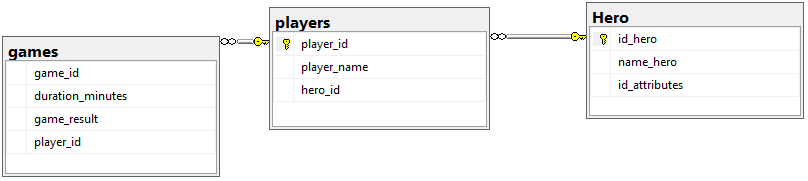 games
game_id
duration_minutes
game_result
player_id
players
player_id
player_name
hero_id
Hero
id_hero
name_hero
id_attributes